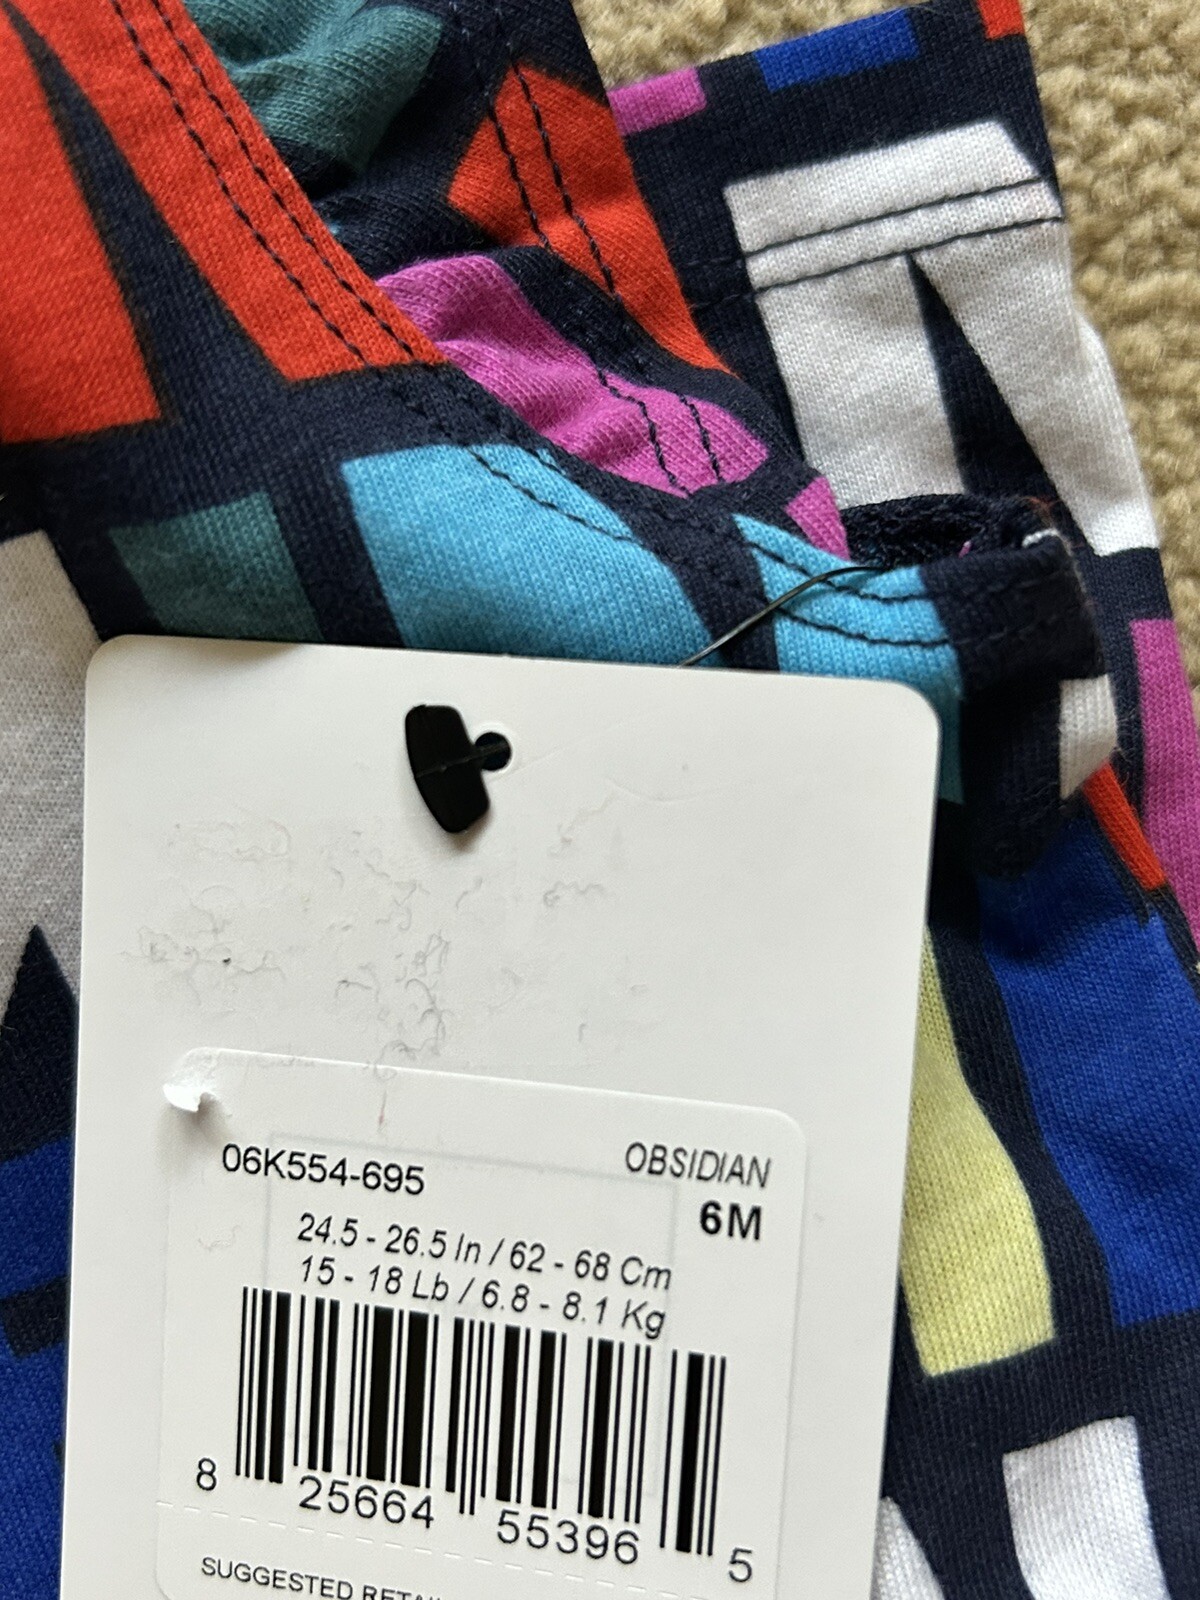 06K554-695
OBSIDIAN
6M
24.5 - 26.5 In / 62 - 68 Cm
15 - 18 Lb / 6.8 - 8.1 Kg
8 25664 55396 5
SUGGESTED